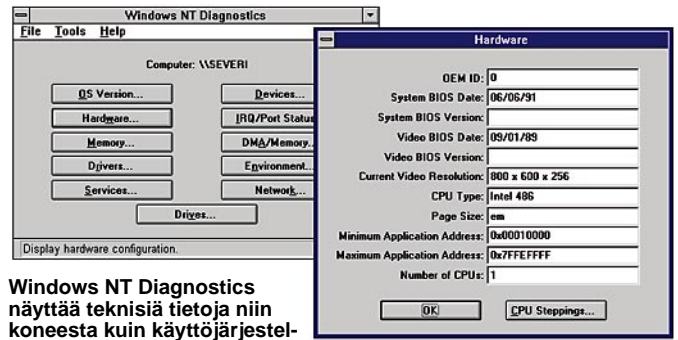 Windows NT Diagnostics
File Tools Help
Computer: \\SEVERI
OS Version...
Devices...
Hardware...
IRQ/Port Status
Memory...
DMA/Memory..
Drivers...
Environment...
Services...
Network...
Drives...
Display hardware configuration.
Hardware
OEM ID: 0
System BIOS Date: 06/06/91
System BIOS Version:
Video BIOS Date: 09/01/89
Video BIOS Version:
Current Video Resolution: 800 x 600 x 256
CPU Type: Intel 486
Page Size: em
Minimum Application Address: 0x00010000
Maximum Application Address: 0x7FFEFFFF
Number of CPUs: 1
OK
CPU Steppings...
Windows NT Diagnostics
näyttää teknisiä tietoja niin
koneesta kuin käyttöjärjestel-